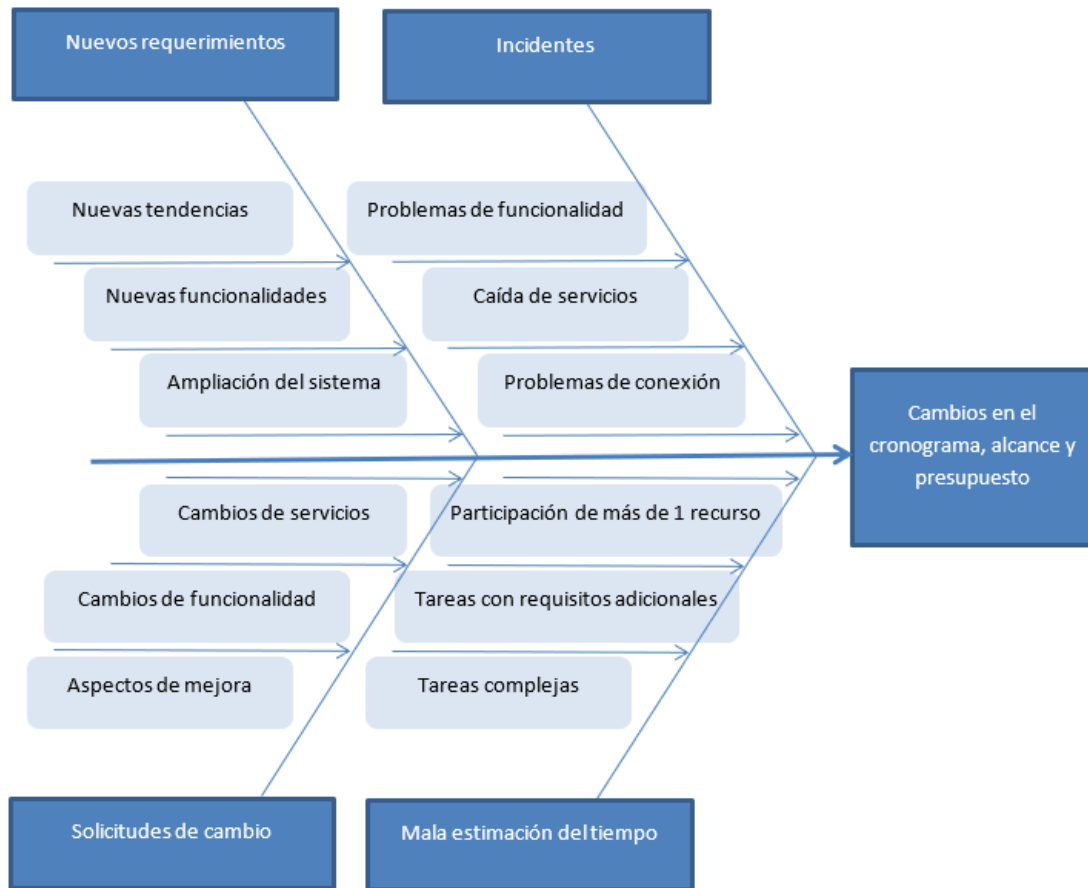 Nuevos requerimientos
Incidentes
Nuevas tendencias
Problemas de funcionalidad
Nuevas funcionalidades
Caída de servicios
Ampliación del sistema
Problemas de conexión
Cambios en el
cronograma, alcance y
presupuesto
Cambios de servicios
Participación de más de 1 recurso
Cambios de funcionalidad
Tareas con requisitos adicionales
Aspectos de mejora
Tareas complejas
Solicitudes de cambio
Mala estimación del tiempo